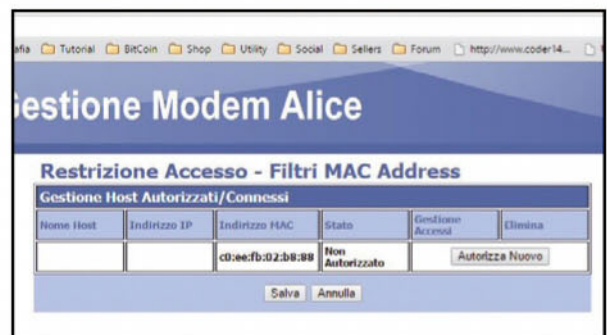 afia Tutorial BitCoin Shop Utility Social Sellers Forum http://www.coder14...
Gestione Modem Alice
Restrizione Accesso - Filtri MAC Address
Gestione Host Autorizzati/Connessi
Nome Host Indirizzo IP Indirizzo MAC Stato Gestione Accessi Elimina
c0:ee:fb:02:b8:88 Non Autorizzato Autorizza Nuovo
Salva Annulla